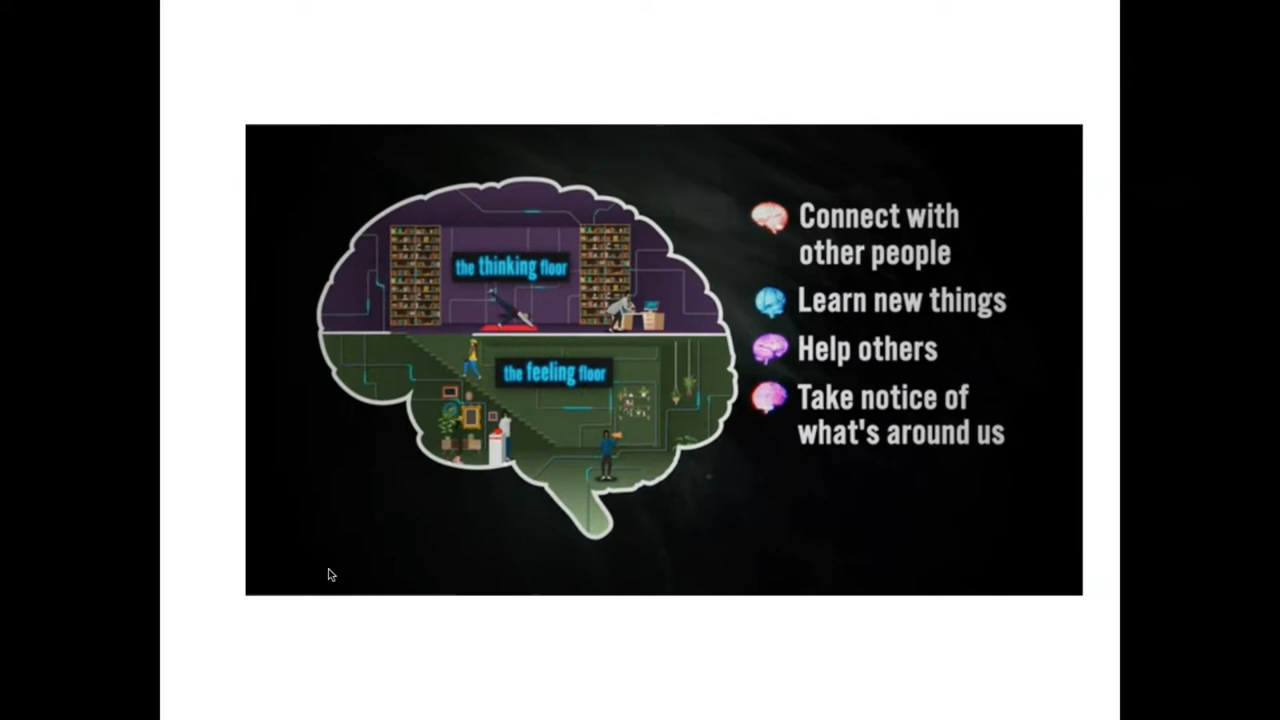 the thinking floor
the feeling floor
Connect with
other people
Learn new things
Help others
Take notice of
what's around us